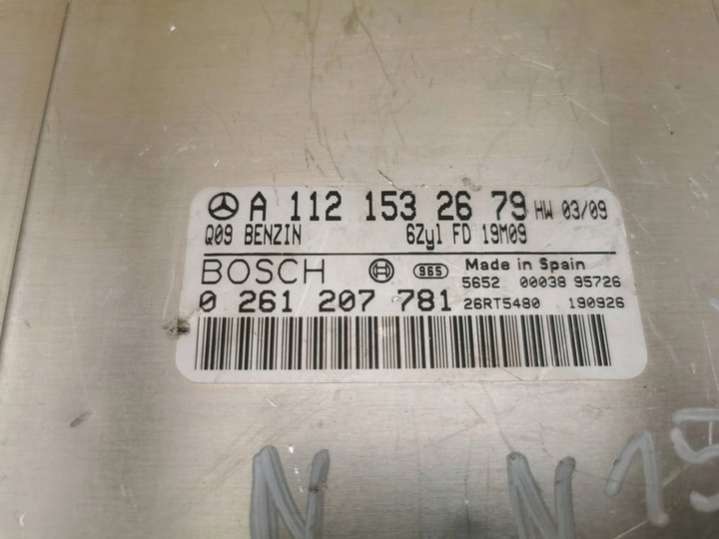 A 112 153 26 79 HW 03/09
Q09 BENZIN 6Zyl FD 19M09
BOSCH 965 Made in Spain
5652 00038 95726
0 261 207 781 26RT5480 190926
N N15